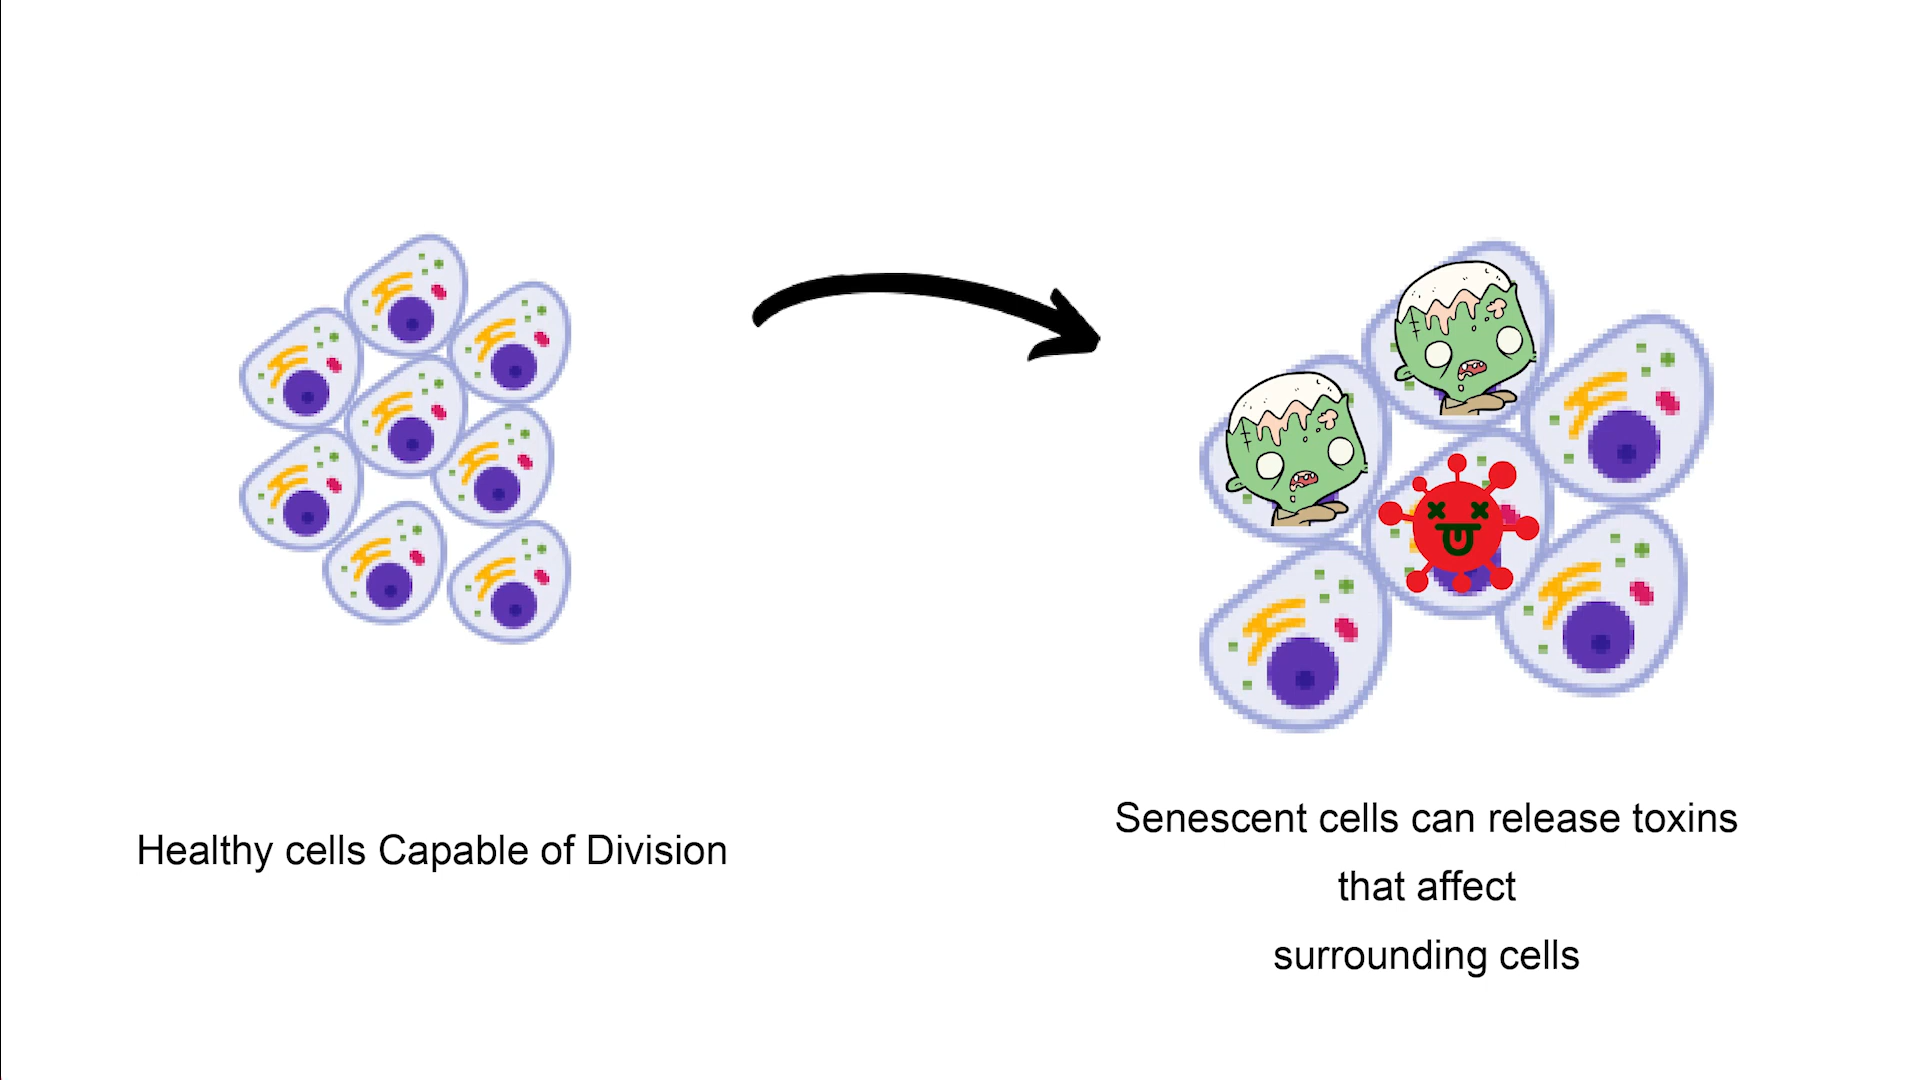 Healthy cells Capable of Division
Senescent cells can release toxins
that affect
surrounding cells